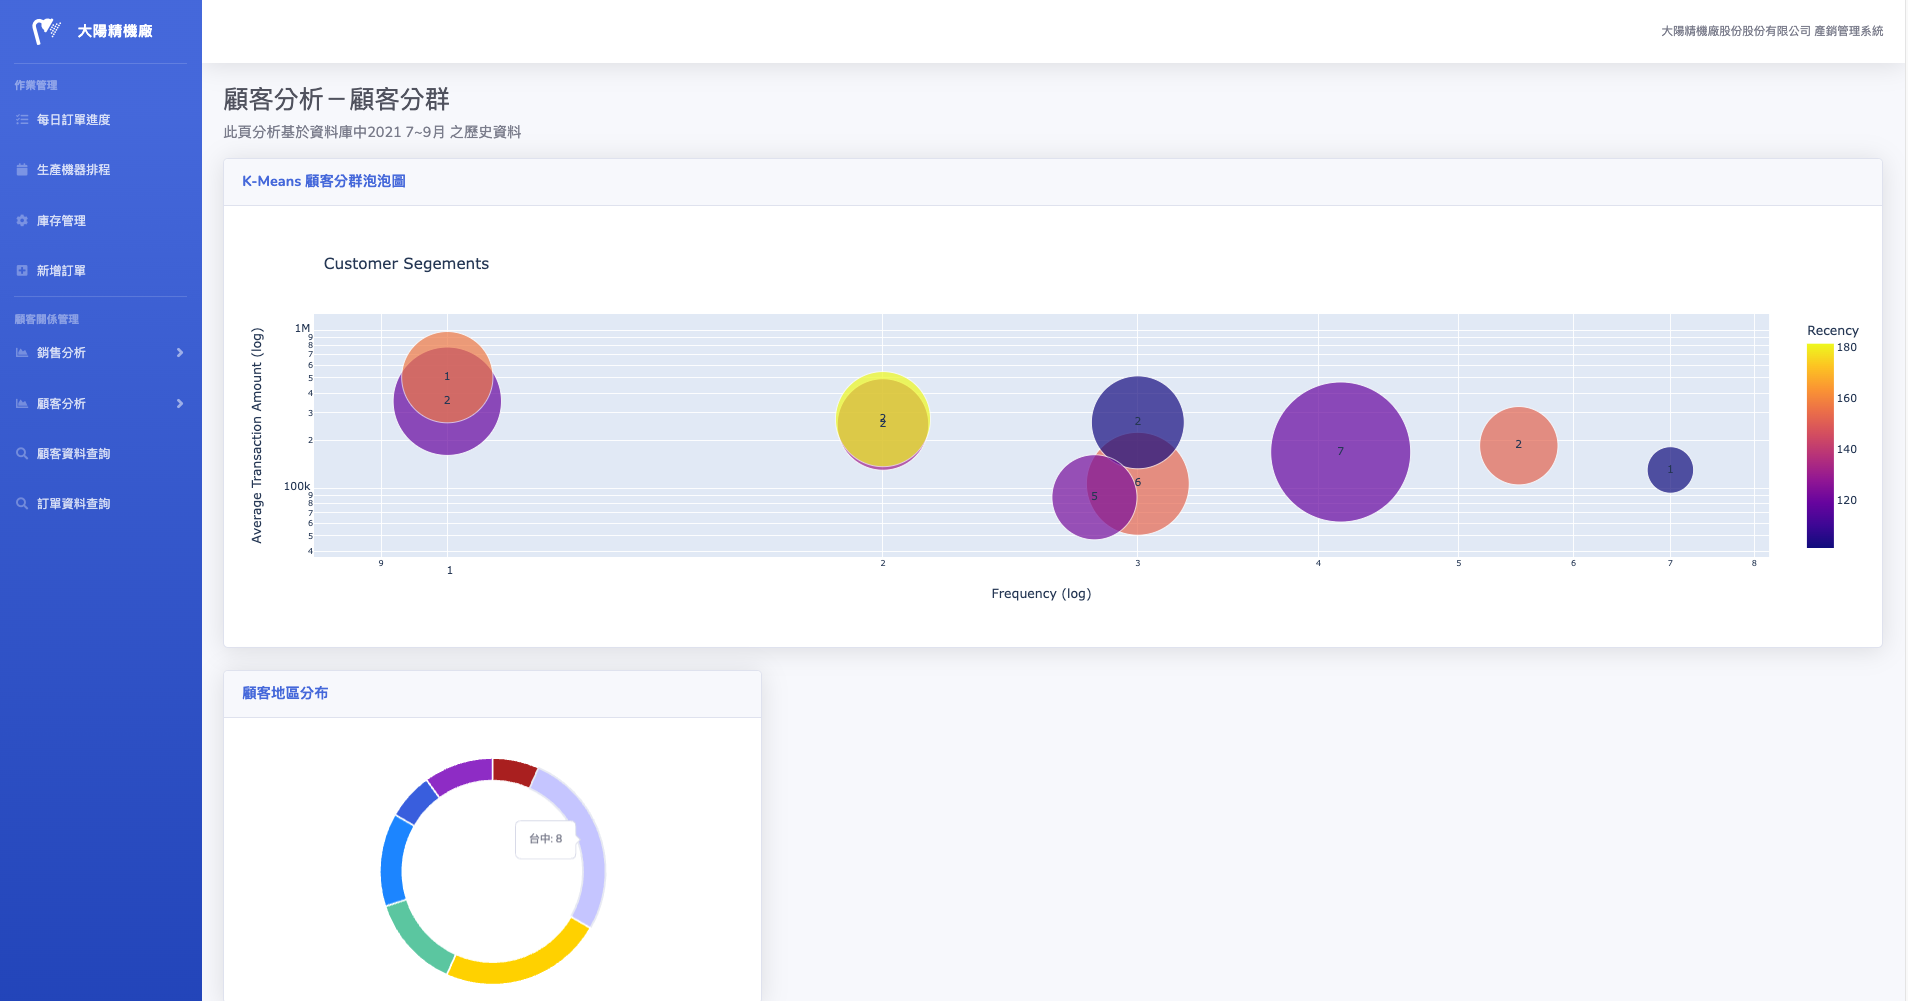 大陽精機廠
大陽精機廠股份股份有限公司 產銷管理系統
作業管理
每日訂單進度
生產機器排程
庫存管理
新增訂單
顧客關係管理
銷售分析
顧客分析
顧客資料查詢
訂單資料查詢
顧客分析－顧客分群
此頁分析基於資料庫中2021 7~9月 之歷史資料
K-Means 顧客分群泡泡圖
Customer Segements
Average Transaction Amount (log)
1M
9
8
7
6
5
4
3
2
100k
9
8
7
6
5
4
1
2
2
2
2
6
5
7
2
1
9
1
2
3
4
5
6
7
8
Frequency (log)
Recency
180
160
140
120
顧客地區分布
台中: 8